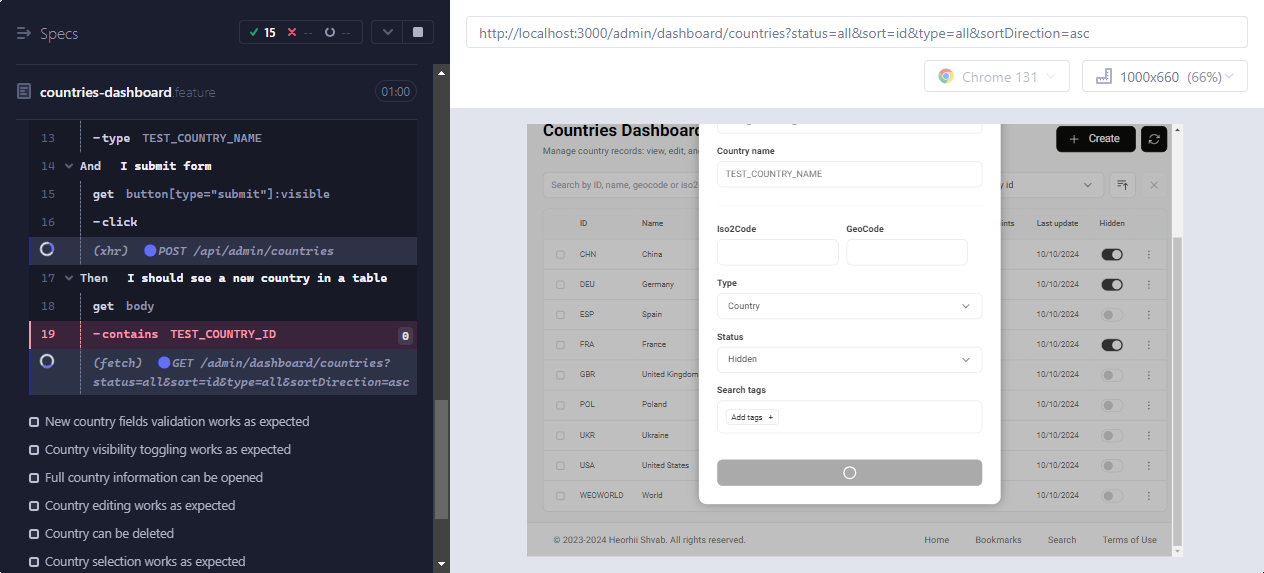 Specs
15
--
--
countries-dashboard.feature
01:00
13 -type TEST_COUNTRY_NAME
14 And I submit form
15 get button[type="submit"]:visible
16 -click
(xhr) POST /api/admin/countries
17 Then I should see a new country in a table
18 get body
19 -contains TEST_COUNTRY_ID 0
(fetch) GET /admin/dashboard/countries?
status=all&sort=id&type=all&sortDirection=asc
New country fields validation works as expected
Country visibility toggling works as expected
Full country information can be opened
Country editing works as expected
Country can be deleted
Country selection works as expected
http://localhost:3000/admin/dashboard/countries?status=all&sort=id&type=all&sortDirection=asc
Chrome 131
1000x660 (66%)
Countries Dashboard
+ Create
Manage country records: view, edit, an
Search by ID, name, geocode or iso2
y id
ID Name nts Last update Hidden
CHN China 10/10/2024
DEU Germany 10/10/2024
ESP Spain 10/10/2024
FRA France 10/10/2024
GBR United Kingdom 10/10/2024
POL Poland 10/10/2024
UKR Ukraine 10/10/2024
USA United States 10/10/2024
WEOWORLD World 10/10/2024
Country name
TEST_COUNTRY_NAME
Iso2Code GeoCode
Type
Country
Status
Hidden
Search tags
Add tags +
© 2023-2024 Heorhii Shvab. All rights reserved.
Home Bookmarks Search Terms of Use